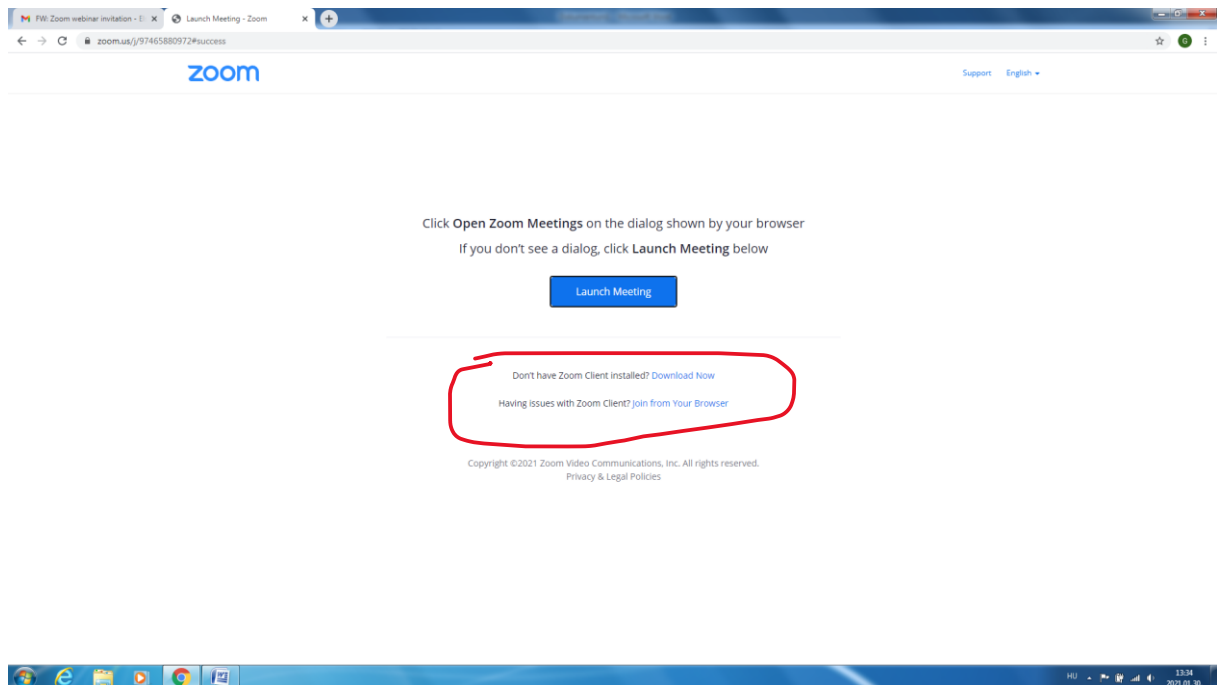 FW: Zoom webinar invitation - E
Launch Meeting - Zoom
zoom.us/j/97465880972#success
G
zoom
Support English
Click Open Zoom Meetings on the dialog shown by your browser
If you don't see a dialog, click Launch Meeting below
Launch Meeting
Don't have Zoom Client installed? Download Now
Having issues with Zoom Client? Join from Your Browser
Copyright ©2021 Zoom Video Communications, Inc. All rights reserved.
Privacy & Legal Policies
HU
13:34
2021.01.30.